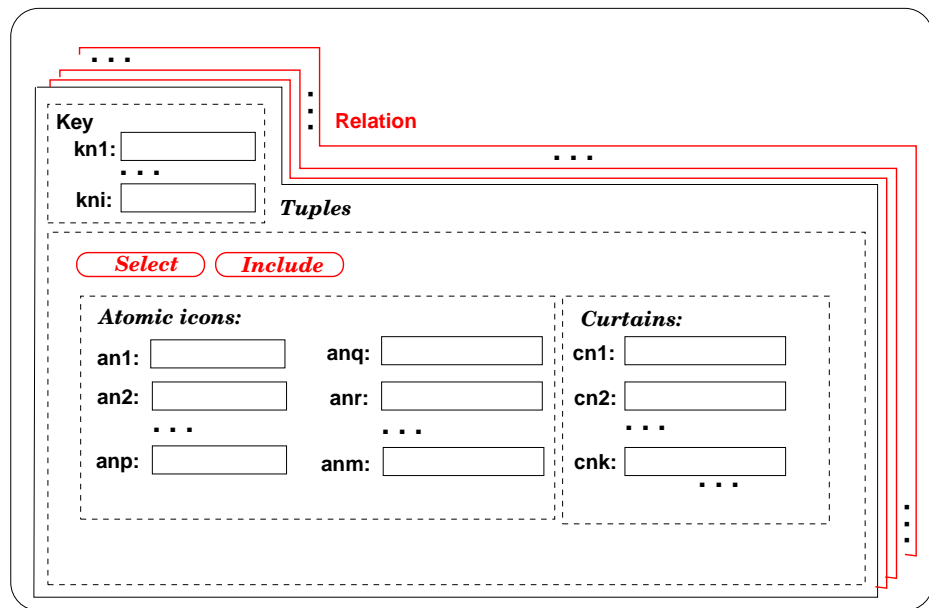 . . .
Relation
Key
kn1:
. . .
kni:
. . .
Tuples
Select Include
Atomic icons: Curtains:
an1: anq: cn1:
an2: anr: cn2:
. . . . . . . . .
anp: anm: cnk:
. . .